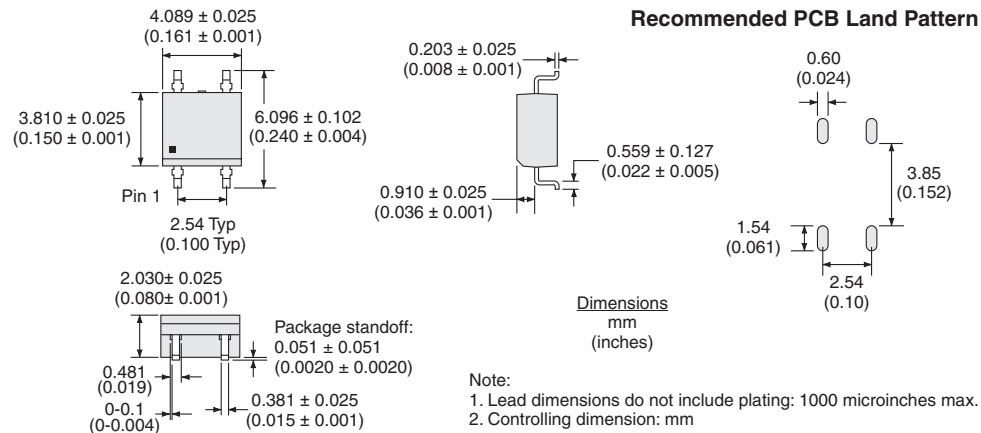 Recommended PCB Land Pattern
4.089 ± 0.025
(0.161 ± 0.001)
3.810 ± 0.025
(0.150 ± 0.001)
6.096 ± 0.102
(0.240 ± 0.004)
Pin 1
2.54 Typ
(0.100 Typ)
0.203 ± 0.025
(0.008 ± 0.001)
0.559 ± 0.127
(0.022 ± 0.005)
0.910 ± 0.025
(0.036 ± 0.001)
0.60
(0.024)
3.85
(0.152)
1.54
(0.061)
2.54
(0.10)
2.030± 0.025
(0.080± 0.001)
Package standoff:
0.051 ± 0.051
(0.0020 ± 0.0020)
0.481
(0.019)
0-0.1
(0-0.004)
0.381 ± 0.025
(0.015 ± 0.001)
Dimensions
mm
(inches)
Note:
1. Lead dimensions do not include plating: 1000 microinches max.
2. Controlling dimension: mm